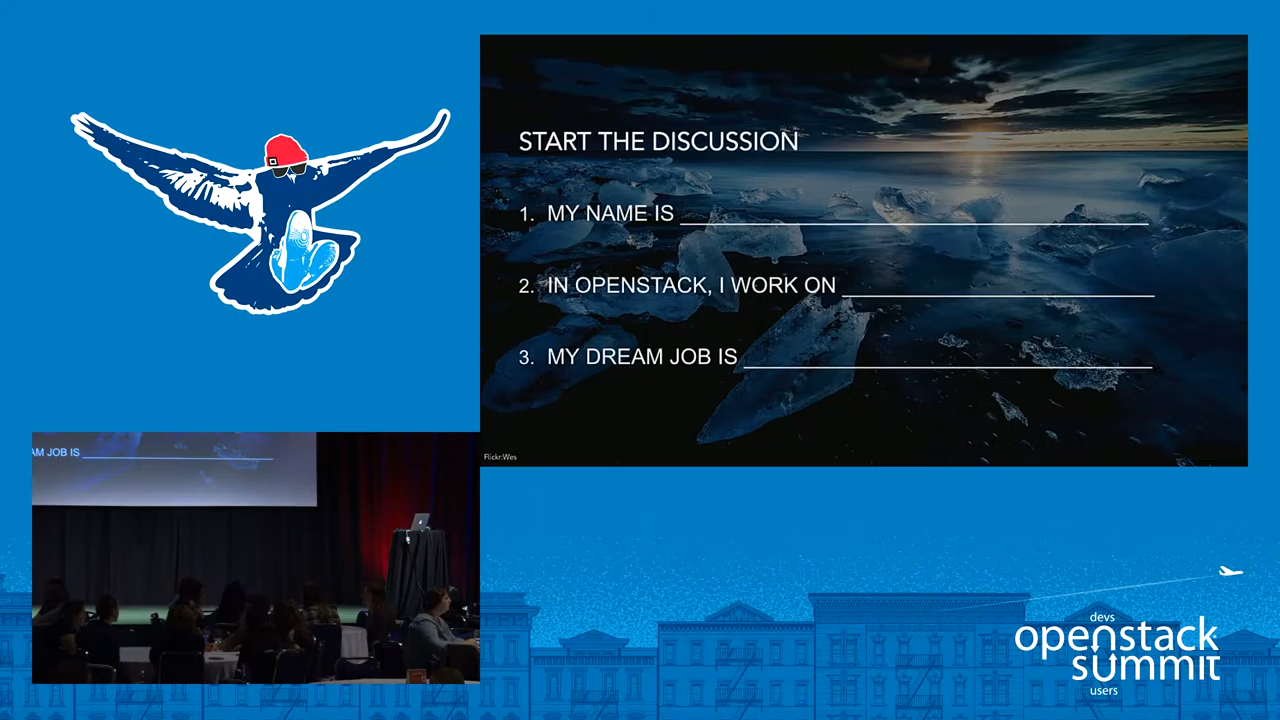 START THE DISCUSSION
1. MY NAME IS
2. IN OPENSTACK, I WORK ON
3. MY DREAM JOB IS
Flickr:Wes
AM JOB IS
devs
openstack
summit
users